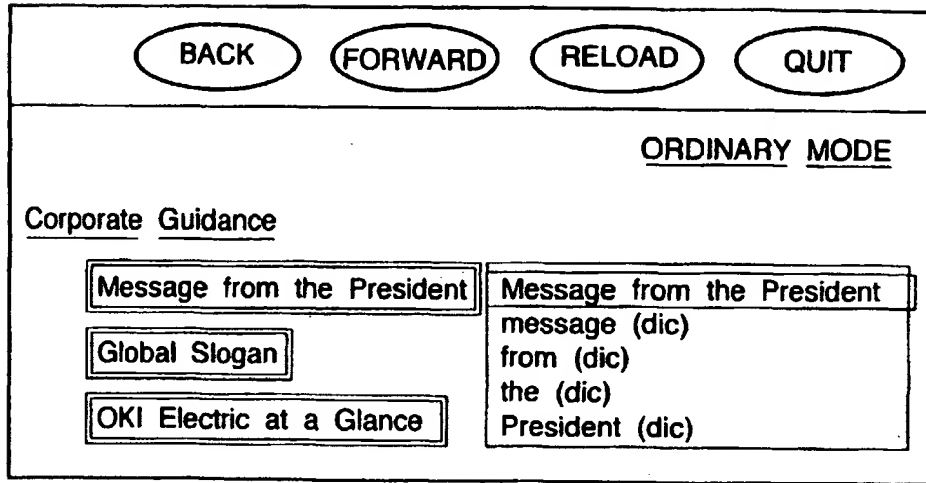 BACK FORWARD RELOAD QUIT
ORDINARY MODE
Corporate Guidance
Message from the President
Global Slogan
OKI Electric at a Glance
Message from the President
message (dic)
from (dic)
the (dic)
President (dic)